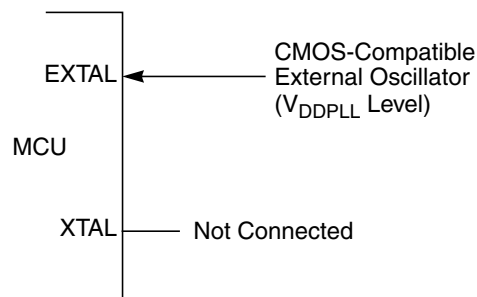 EXTAL
CMOS-Compatible
External Oscillator
(VDDPLL Level)
MCU
XTAL
Not Connected